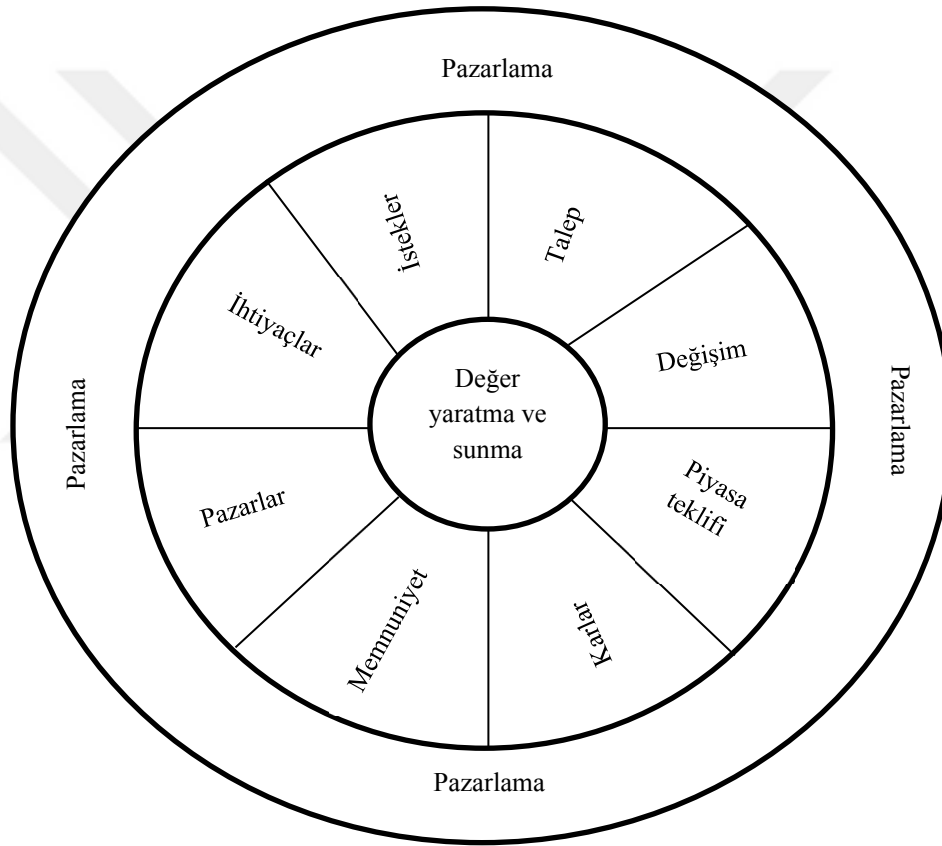 Pazarlama
İstekler
Talep
İhtiyaçlar
Değişim
Değer
yaratma ve
sunma
Pazarlama
Pazarlama
Pazarlar
Piyasa
teklifi
Memnuniyet
Karlar
Pazarlama